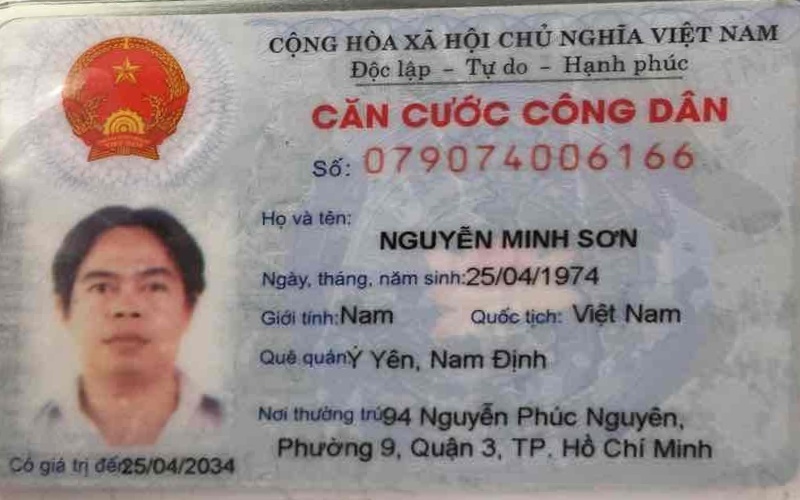 CỘNG HÒA XÃ HỘI CHỦ NGHĨA VIỆT NAM
Độc lập - Tự do - Hạnh phúc
CĂN CƯỚC CÔNG DÂN
Số: 079074006166
Họ và tên:
NGUYỄN MINH SƠN
Ngày, tháng, năm sinh: 25/04/1974
Giới tính: Nam Quốc tịch: Việt Nam
Quê quán: Ý Yên, Nam Định
Nơi thường trú: 94 Nguyễn Phúc Nguyên,
Phường 9, Quận 3, TP. Hồ Chí Minh
Có giá trị đến: 25/04/2034